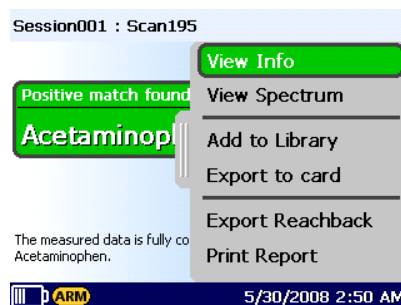 Session001 : Scan195
Positive match found
Acetaminop
The measured data is fully co
Acetaminophen.
View Info
View Spectrum
Add to Library
Export to card
Export Reachback
Print Report
ARM
5/30/2008 2:50 AM